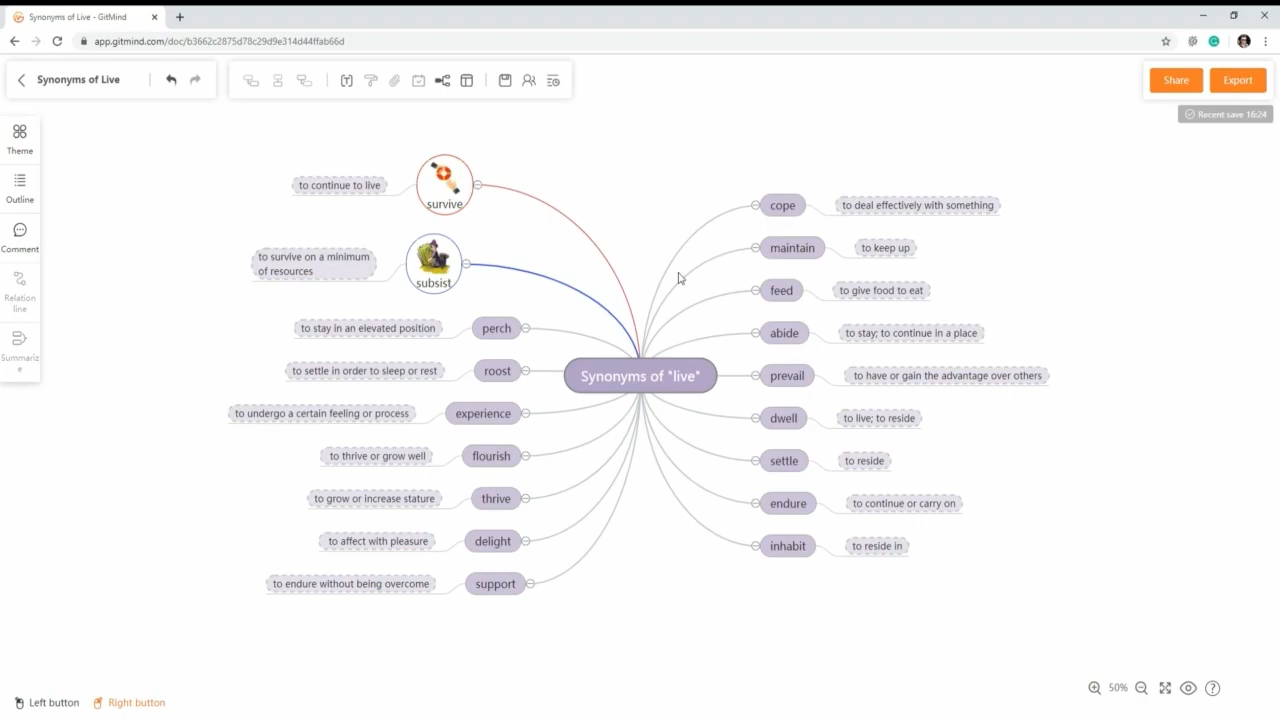 Synonyms of Live - GitMind
app.gitmind.com/doc/b3662c2875d78c29d9e314d44ffab66d
Synonyms of Live
Share
Export
Recent save 16:24
Theme
Outline
Comment
Relation
line
Summariz
e
to continue to live
survive
to survive on a minimum
of resources
subsist
to stay in an elevated position
perch
to settle in order to sleep or rest
roost
to undergo a certain feeling or process
experience
to thrive or grow well
flourish
to grow or increase stature
thrive
to affect with pleasure
delight
to endure without being overcome
support
Synonyms of "live"
cope
to deal effectively with something
maintain
to keep up
feed
to give food to eat
abide
to stay; to continue in a place
prevail
to have or gain the advantage over others
dwell
to live; to reside
settle
to reside
endure
to continue or carry on
inhabit
to reside in
Left button
Right button
50%